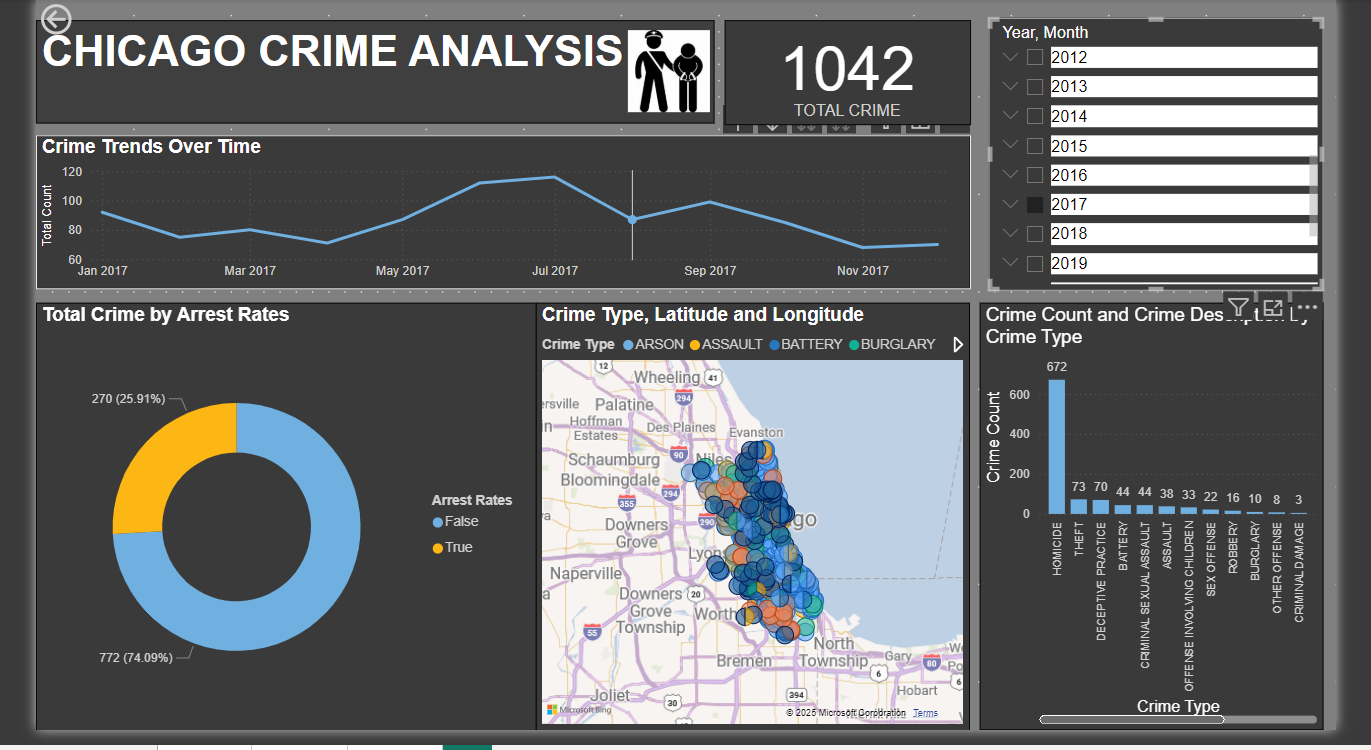 CHICAGO CRIME ANALYSIS
1042
TOTAL CRIME
Year, Month
2012
2013
2014
2015
2016
2017
2018
2019
Crime Trends Over Time
Total Count
120
100
80
60
Jan 2017
Mar 2017
May 2017
Jul 2017
Sep 2017
Nov 2017
Total Crime by Arrest Rates
270 (25.91%)
772 (74.09%)
Arrest Rates
False
True
Crime Type, Latitude and Longitude
Crime Type ARSON ASSAULT BATTERY BURGLARY
12
Wheeling
41
294
Palatine
Hoffman
Estates
Des Plaines
Evanston
90
Schaumburg
Niles
Bloomingdale
294
355
290
Downers
Grove
Lyons
Naperville
Downers
Grove
Township
20
Worth
55
North
Township
Bremen
Gary
80
6
6
Hobart
394
Joliet
30
Microsoft Bing
© 2025 Microsoft Corporation Terms
Crime Count and Crime Description by
Crime Type
Crime Count
600
400
200
0
672
73
70
44
44
38
33
22
16
10
8
3
HOMICIDE
THEFT
DECEPTIVE PRACTICE
BATTERY
CRIMINAL SEXUAL ASSAULT
ASSAULT
OFFENSE INVOLVING CHILDREN
SEX OFFENSE
ROBBERY
BURGLARY
OTHER OFFENSE
CRIMINAL DAMAGE
Crime Type